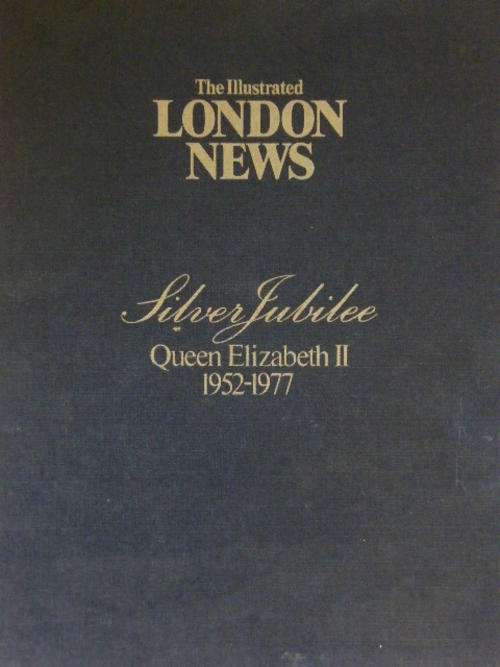 The Illustrated
LONDON
NEWS
Silver Jubilee
Queen Elizabeth II
1952-1977